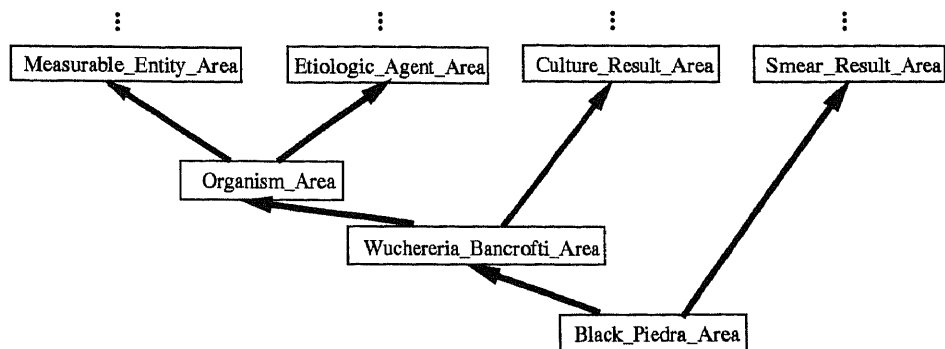 Measurable_Entity_Area
Etiologic_Agent_Area
Culture_Result_Area
Smear_Result_Area
Organism_Area
Wuchereria_Bancrofti_Area
Black_Piedra_Area